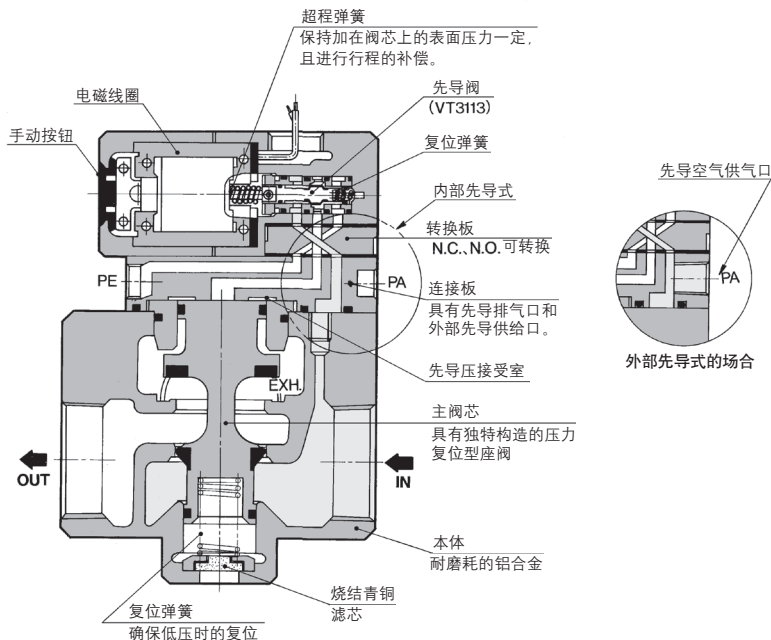 超程弹簧
保持加在阀芯上的表面压力一定，
且进行行程的补偿。
电磁线圈
先导阀
(VT3113)
手动按钮
复位弹簧
先导空气供气口
内部先导式
转换板
N.C.、N.O.可转换
PE
PA
连接板
具有先导排气口和
外部先导供给口。
PA
外部先导式的场合
先导压接受室
EXH.
主阀芯
具有独特构造的压力
复位型座阀
OUT
IN
本体
耐磨耗的铝合金
烧结青铜
滤芯
复位弹簧
确保低压时的复位